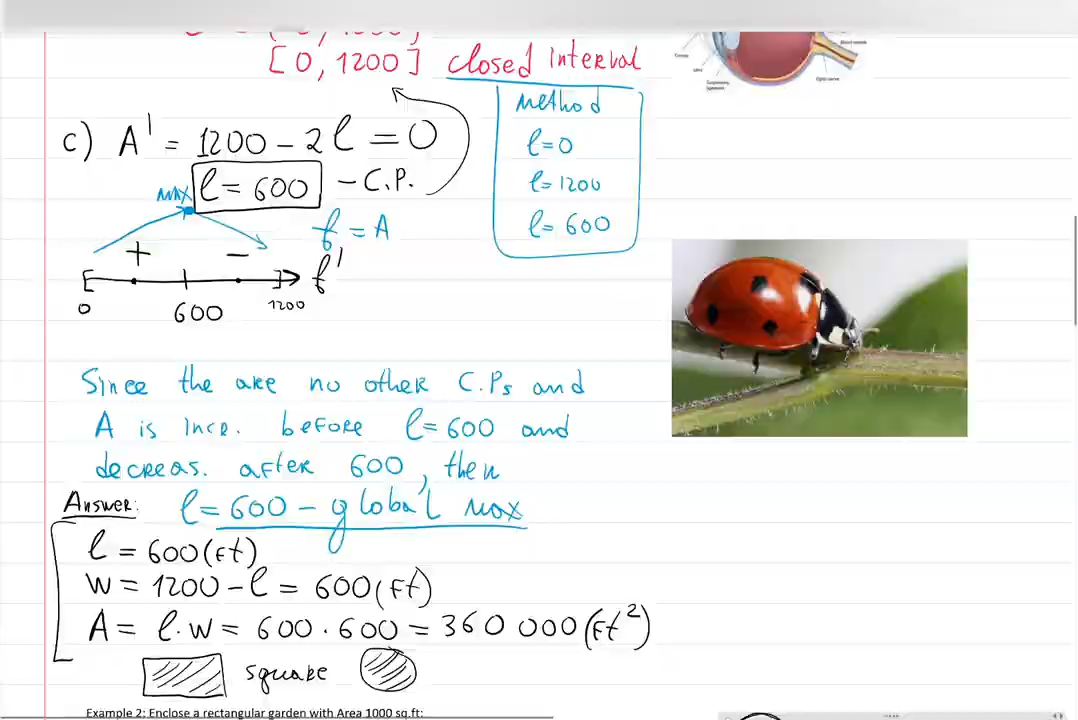 [0, 1200] closed interval
method
l=0
l=1200
l=600
c) A' = 1200 - 2l = 0
max l = 600 - C.P.
f = A
+ -
f'
0 600 1200
Since the are no other C.Ps and
A is incr. before l=600 and
decreas. after 600, then
l=600 - global max
Answer:
l = 600 (ft)
w = 1200 - l = 600 (ft)
A = l·w = 600·600 = 360 000 (ft²)
square
Example 2: Enclose a rectangular garden with Area 1000 sq.ft: